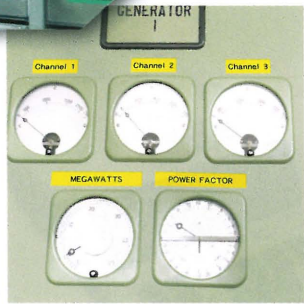 GENERATOR
1
Channel 1 Channel 2 Channel 3
MEGAWATTS POWER FACTOR